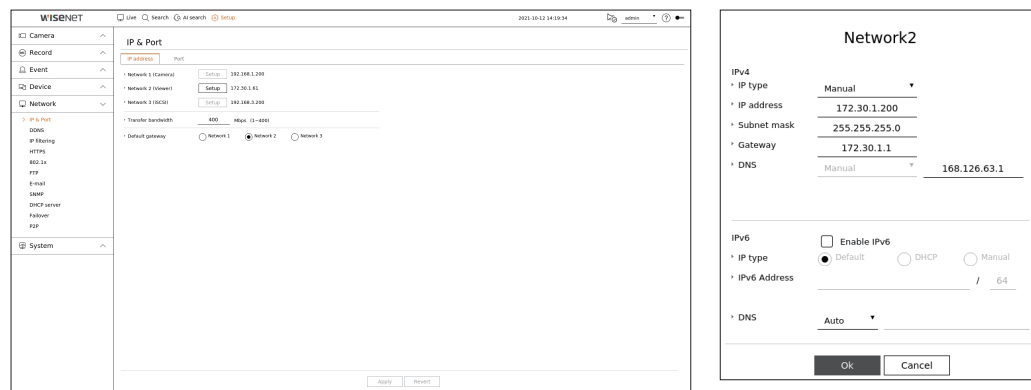 WISENET
Live Search AI search Setup 2021-10-12 14:19:34 admin ?
Camera
Record
Event
Device
Network
> IP & Port
DDNS
IP filtering
HTTPS
802.1x
FTP
E-mail
SNMP
DHCP server
Failover
P2P
System
IP & Port
IP address Port
Network 1 (Camera) Setup 192.168.1.200
Network 2 (Viewer) Setup 172.30.1.61
Network 3 (iSCSI) Setup 192.168.3.200
Transfer bandwidth 400 Mbps (1~400)
Default gateway Network 1 Network 2 Network 3
Apply Revert
Network2
IPv4
IP type Manual
IP address 172.30.1.200
Subnet mask 255.255.255.0
Gateway 172.30.1.1
DNS Manual 168.126.63.1
IPv6 Enable IPv6
IP type Default DHCP Manual
IPv6 Address / 64
DNS Auto
Ok Cancel